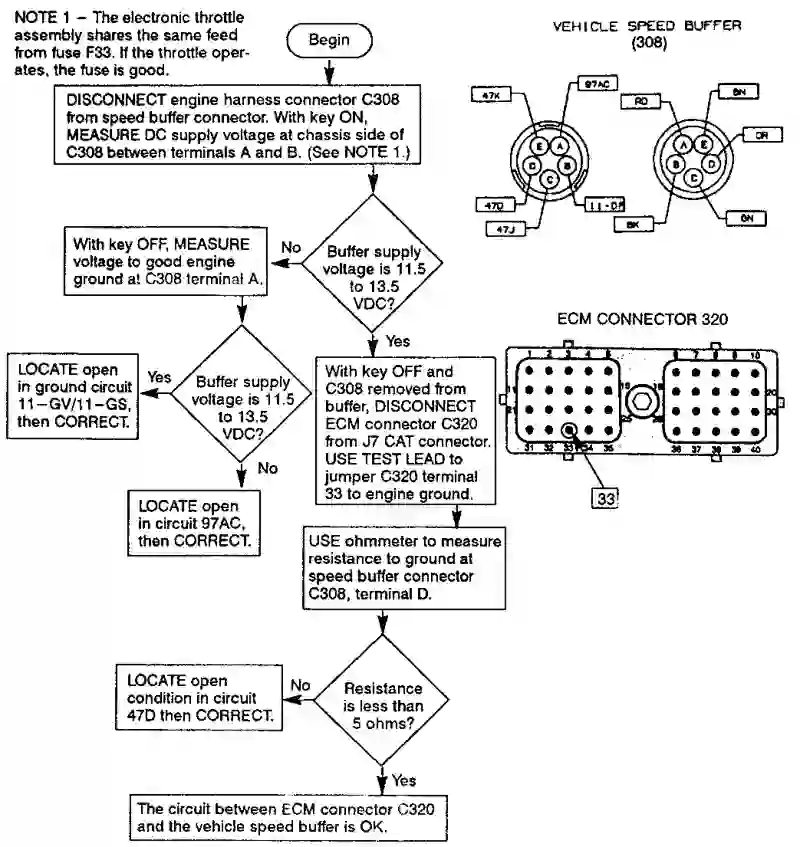 NOTE 1 – The electronic throttle
assembly shares the same feed
from fuse F33. If the throttle oper-
ates, the fuse is good.
Begin
VEHICLE SPEED BUFFER
(308)
DISCONNECT engine harness connector C308
from speed buffer connector. With key ON,
MEASURE DC supply voltage at chassis side of
C308 between terminals A and B. (See NOTE 1.)
47K
97AC
E
A
D
B
C
47D
47J
RD
BN
OR
A
E
B
D
C
BK
GN
With key OFF, MEASURE
voltage to good engine
ground at C308 terminal A.
No
Buffer supply
voltage is 11.5
to 13.5
VDC?
Yes
LOCATE open
in ground circuit
11–GV/11–GS,
then CORRECT.
Yes
Buffer supply
voltage is 11.5
to 13.5
VDC?
No
LOCATE open
in circuit 97AC,
then CORRECT.
With key OFF and
C308 removed from
buffer, DISCONNECT
ECM connector C320
from J7 CAT connector.
USE TEST LEAD to
jumper C320 terminal
33 to engine ground.
ECM CONNECTOR 320
1 2 3 4 5
6 7 8 9 10
20
21
30
31 32 33 34 35
36 37 38 39 40
33
USE ohmmeter to measure
resistance to ground at
speed buffer connector
C308, terminal D.
LOCATE open
condition in circuit
47D then CORRECT.
No
Resistance
is less than
5 ohms?
Yes
The circuit between ECM connector C320
and the vehicle speed buffer is OK.